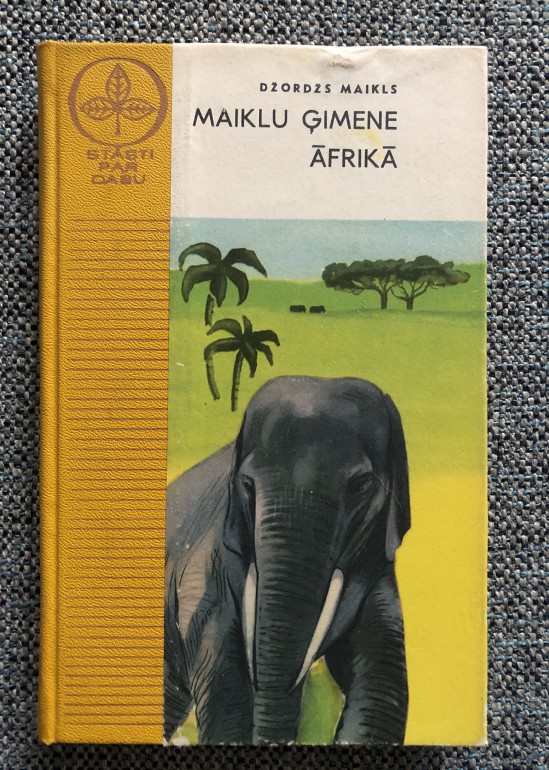 STĀSTI
PAR
DABU
DŽORDŽS MAIKLS
MAIKLU ĢIMENE
ĀFRIKĀ